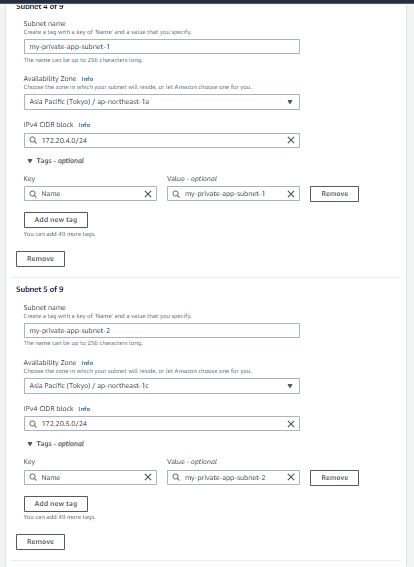 Subnet 4 of 9
Subnet name
Create a tag with a key of 'Name' and a value that you specify.
my-private-app-subnet-1
The name can be up to 256 characters long.
Availability Zone Info
Choose the zone in which your subnet will reside, or let Amazon choose one for you.
Asia Pacific (Tokyo) / ap-northeast-1a
IPv4 CIDR block Info
172.20.4.0/24
Tags - optional
Key Value - optional
Name my-private-app-subnet-1 Remove
Add new tag
You can add 49 more tags.
Remove
Subnet 5 of 9
Subnet name
Create a tag with a key of 'Name' and a value that you specify.
my-private-app-subnet-2
The name can be up to 256 characters long.
Availability Zone Info
Choose the zone in which your subnet will reside, or let Amazon choose one for you.
Asia Pacific (Tokyo) / ap-northeast-1c
IPv4 CIDR block Info
172.20.5.0/24
Tags - optional
Key Value - optional
Name my-private-app-subnet-2 Remove
Add new tag
You can add 49 more tags.
Remove